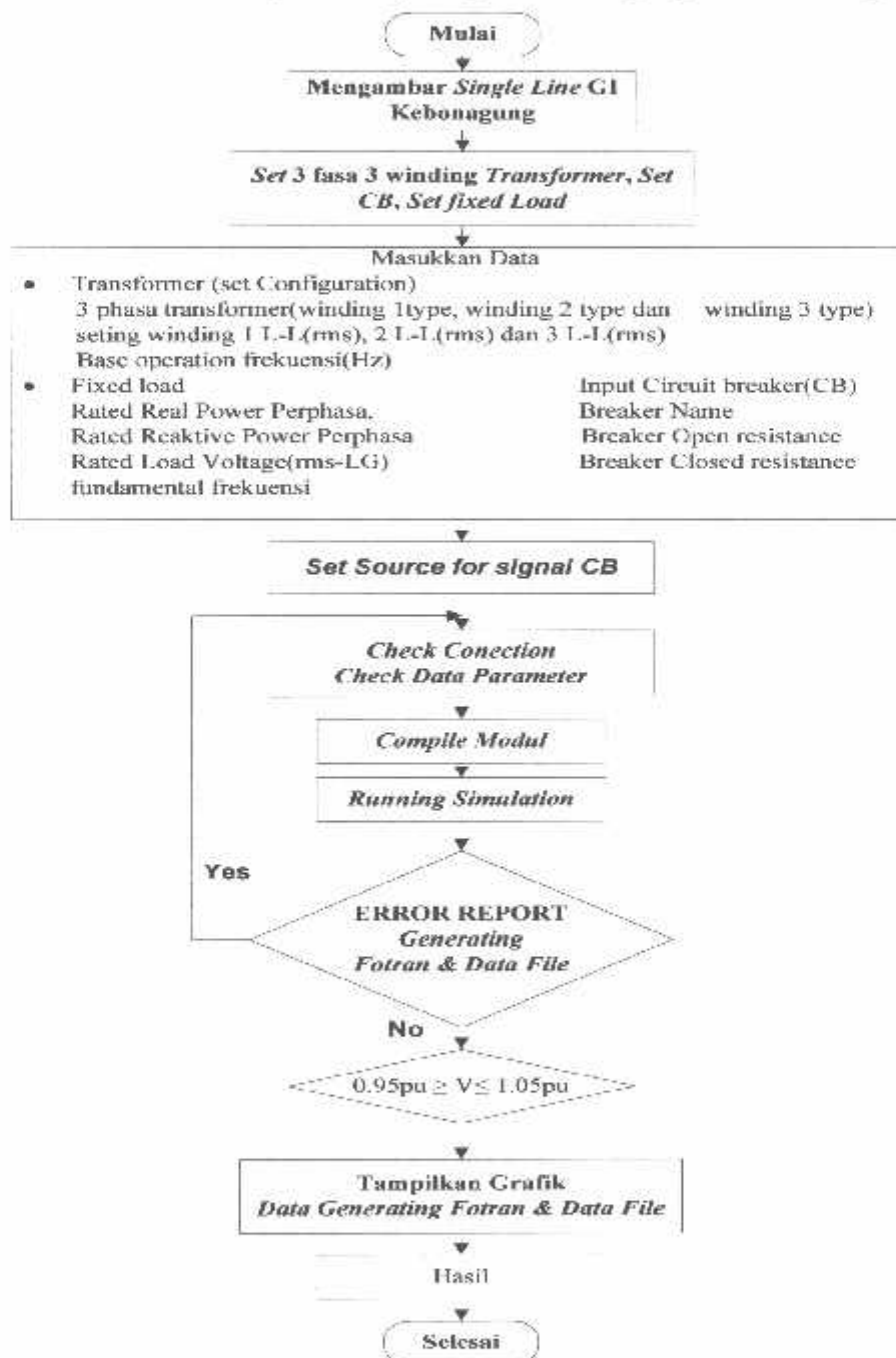 Mulai
Mengambar Single Line GI
Kebonagung
Set 3 fasa 3 winding Transformer, Set
CB, Set fixed Load
Masukkan Data
• Transformer (set Configuration)
3 phasa transformer(winding 1type, winding 2 type dan winding 3 type)
seting winding 1 L-L(rms), 2 L-L(rms) dan 3 L-L(rms)
Base operation frekuensi(Hz)
• Fixed load Input Circuit breaker(CB)
Rated Real Power Perphasa. Breaker Name
Rated Reaktive Power Perphasa Breaker Open resistance
Rated Load Voltage(rms-LG) Breaker Closed resistance
fundamental frekuensi
Set Source for signal CB
Check Conection
Check Data Parameter
Compile Modul
Running Simulation
Yes
ERROR REPORT
Generating
Fotran & Data File
No
0.95pu ≥ V≤ 1.05pu
Tampilkan Grafik
Data Generating Fotran & Data File
Hasil
Selesai